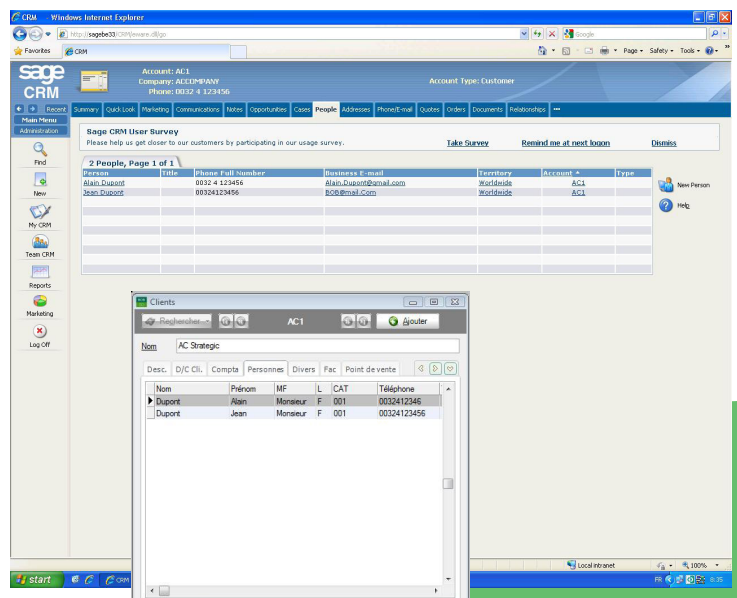 CRM - Windows Internet Explorer
http://sagebe33/CRM/eware.dll/go
Google
Favorites CRM
Page Safety Tools
sage
CRM
Account: AC1
Company: ACCOMPANY
Phone: 0032 4 123456
Account Type: Customer
Recent Summary QuickLook Marketing Communications Notes Opportunities Cases People Addresses Phone/E-mail Quotes Orders Documents Relationships
Main Menu
Administration
Find
New
My CRM
Team CRM
Reports
Marketing
Log Off
Sage CRM User Survey
Please help us get closer to our customers by participating in our usage survey.
Take Survey Remind me at next logon Dismiss
2 People, Page 1 of 1
Person Title Phone Full Number Business E-mail Territory Account Type
Alain Dupont 0032 4 123456 Alain.Dupont@gmail.com Worldwide AC1
Jean Dupont 00324123456 BOB@mail.Com Worldwide AC1
New Person
Help
Clients
Rechercher AC1 Ajouter
Nom AC Strategic
Desc. D/C Cli. Compta Personnes Divers Fac Point de vente
Nom Prénom MF L CAT Téléphone
Dupont Alain Monsieur F 001 0032412346
Dupont Jean Monsieur F 001 00324123456
Local intranet 100%
start CRM FR 8:35